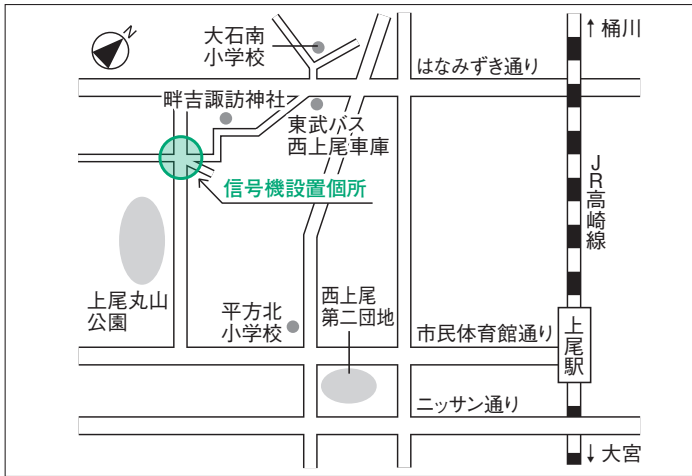 N
大石南
小学校
↑桶川
はなみずき通り
畔吉諏訪神社
東武バス
西上尾車庫
信号機設置個所
JR高崎線
上尾丸山
公園
平方北
小学校
西上尾
第二団地
市民体育館通り
上尾駅
ニッサン通り
↓大宮